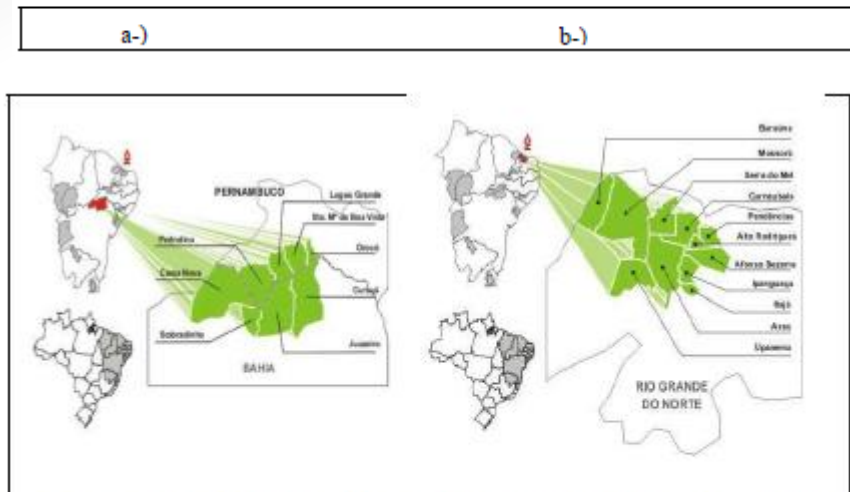 a-)
b-)
PERNAMBUCO
Lagoa Grande
Sta. Mª da Boa Vista
Petrolina
Orocó
Casa Nova
Curaçá
Sobradinho
Juazeiro
BAHIA
Baraúna
Mossoró
Serra do Mel
Carnaubais
Pendências
Alto Rodrigues
Afonso Bezerra
Ipanguaçu
Itajá
Assu
Upanema
RIO GRANDE
DO NORTE